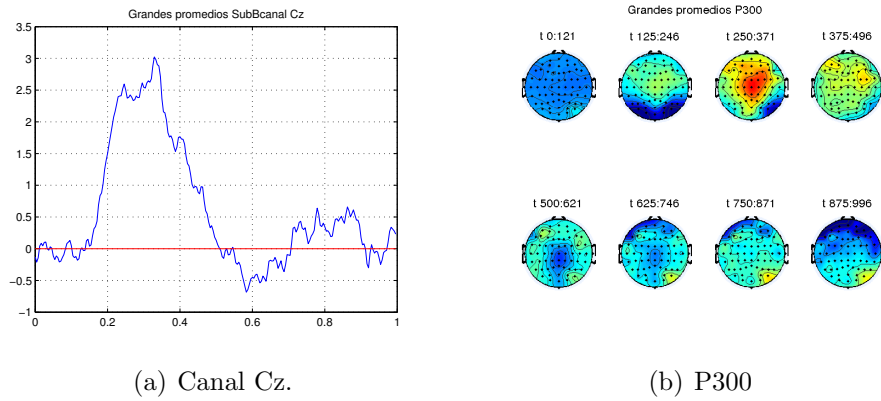 Grandes promedios SubBcanal Cz
3.5
3
2.5
2
1.5
1
0.5
0
−0.5
−1
0 0.2 0.4 0.6 0.8 1
(a) Canal Cz.
Grandes promedios P300
t 0:121 t 125:246 t 250:371 t 375:496
t 500:621 t 625:746 t 750:871 t 875:996
(b) P300